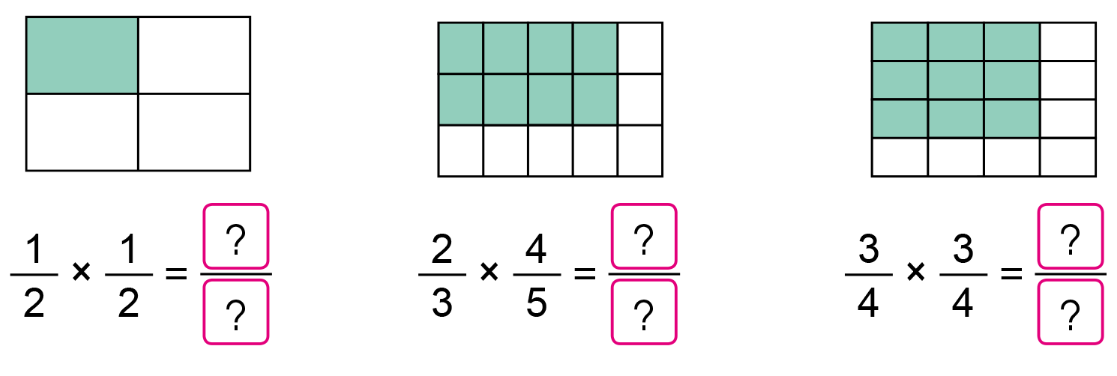 1/2 × 1/2 = ?/?
2/3 × 4/5 = ?/?
3/4 × 3/4 = ?/?